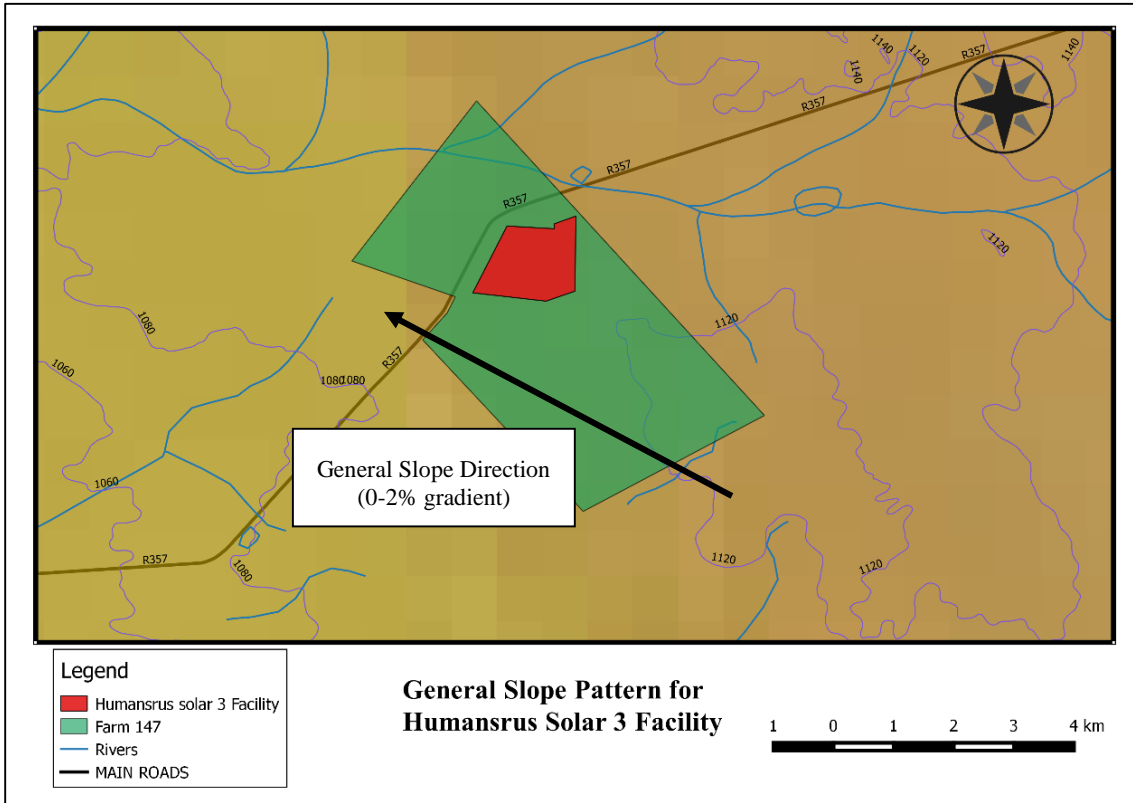 1140
1120
R357
1140
1140
R357
R357
R357
1120
1080
1120
1060
R357
10801080
General Slope Direction
(0-2% gradient)
1060
R357
1080
1120
1120
Legend
Humansrus solar 3 Facility
Farm 147
Rivers
MAIN ROADS
General Slope Pattern for
Humansrus Solar 3 Facility
1 0 1 2 3 4 km